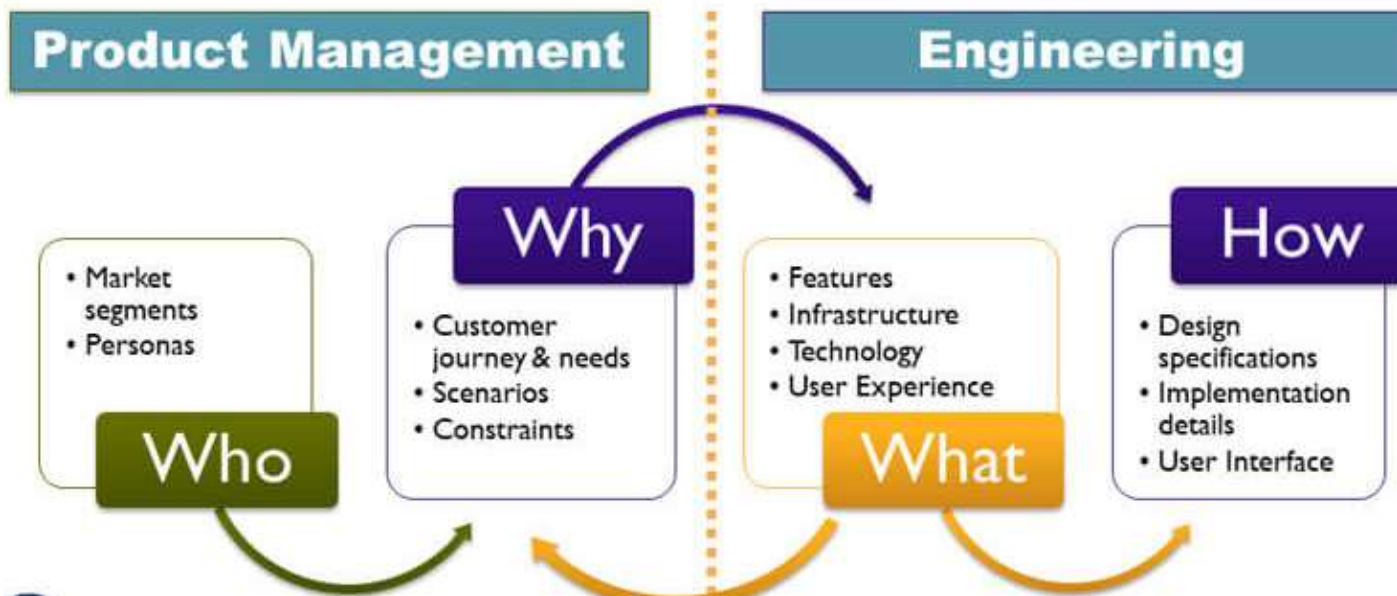 Product Management
Engineering
• Market
segments
• Personas
Who
Why
• Customer
journey & needs
• Scenarios
• Constraints
• Features
• Infrastructure
• Technology
• User Experience
What
How
• Design
specifications
• Implementation
details
• User Interface